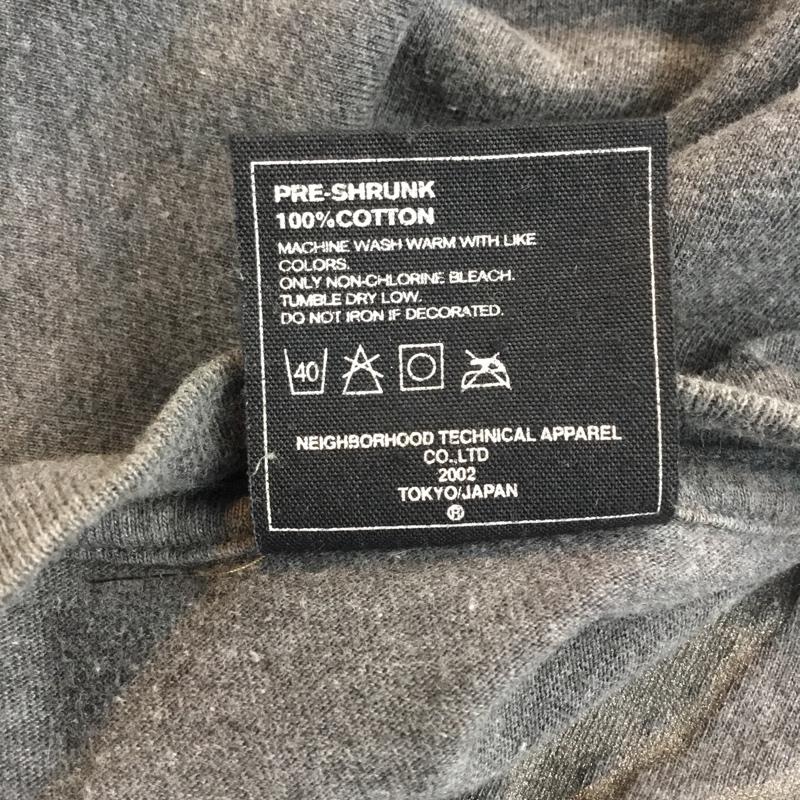 PRE-SHRUNK
100%COTTON
MACHINE WASH WARM WITH LIKE
COLORS.
ONLY NON-CHLORINE BLEACH.
TUMBLE DRY LOW.
DO NOT IRON IF DECORATED.
40
NEIGHBORHOOD TECHNICAL APPAREL
CO.,LTD
2002
TOKYO/JAPAN
®